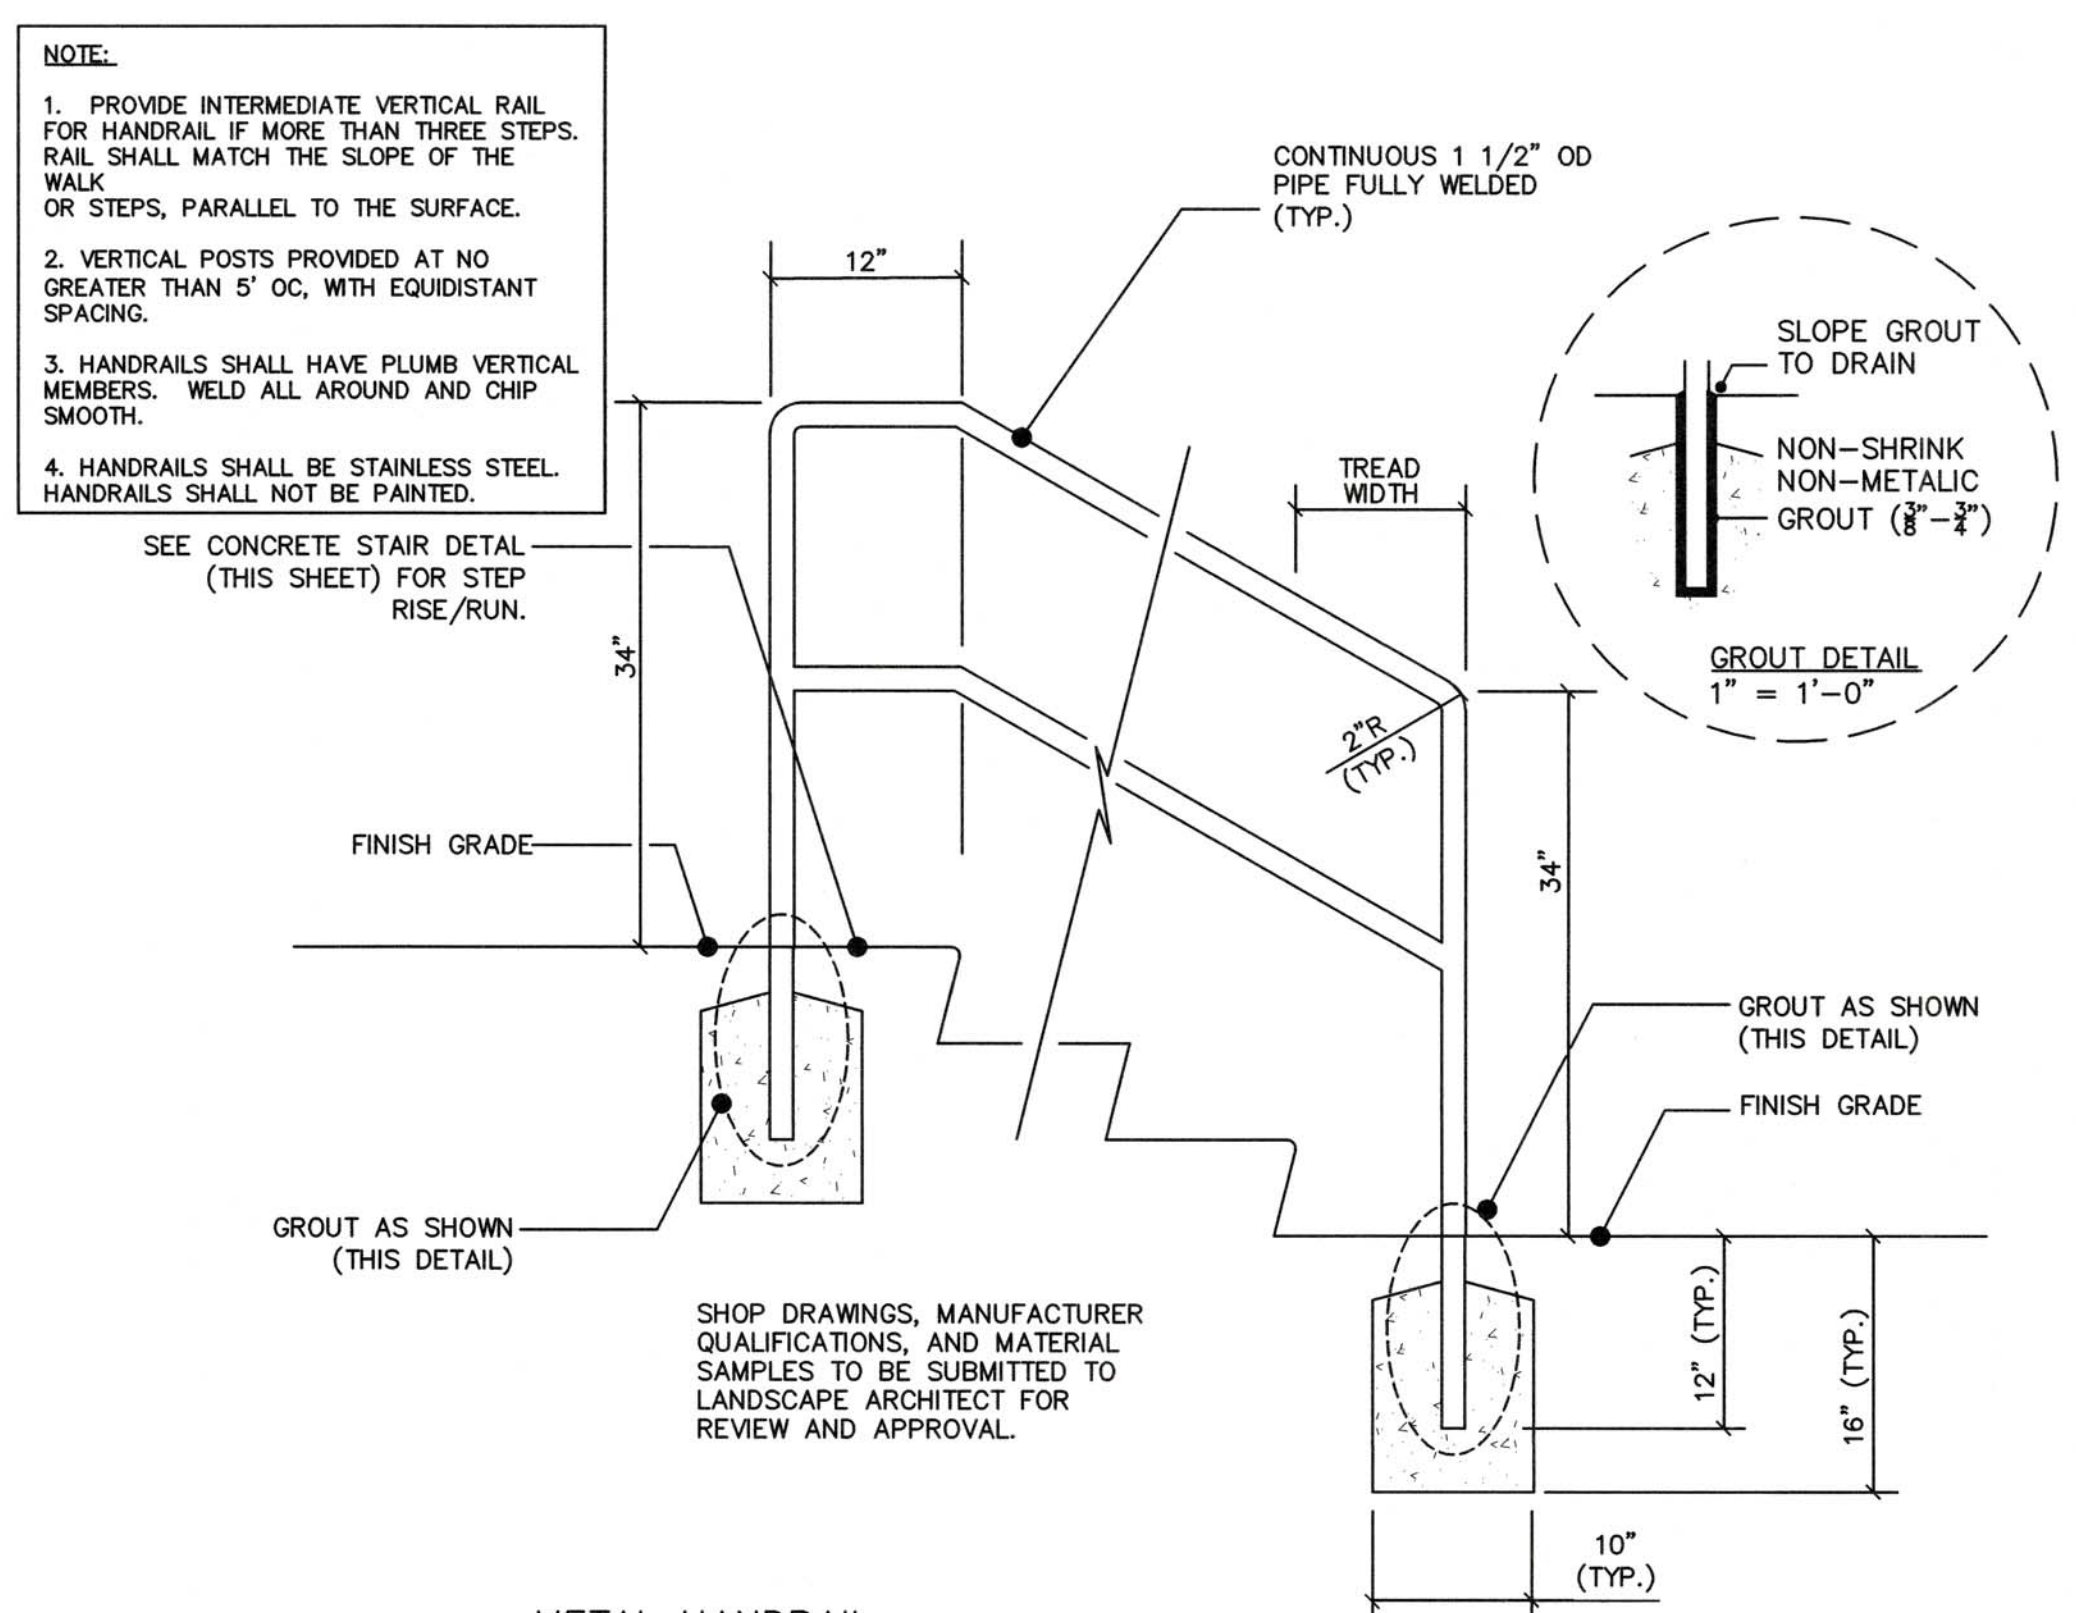 NOTE:
1. PROVIDE INTERMEDIATE VERTICAL RAIL
FOR HANDRAIL IF MORE THAN THREE STEPS.
RAIL SHALL MATCH THE SLOPE OF THE
WALK
OR STEPS, PARALLEL TO THE SURFACE.
2. VERTICAL POSTS PROVIDED AT NO
GREATER THAN 5' OC, WITH EQUIDISTANT
SPACING.
3. HANDRAILS SHALL HAVE PLUMB VERTICAL
MEMBERS. WELD ALL AROUND AND CHIP
SMOOTH.
4. HANDRAILS SHALL BE STAINLESS STEEL.
HANDRAILS SHALL NOT BE PAINTED.
SEE CONCRETE STAIR DETAL
(THIS SHEET) FOR STEP
RISE/RUN.
12"
CONTINUOUS 1 1/2" OD
PIPE FULLY WELDED
(TYP.)
SLOPE GROUT
TO DRAIN
NON-SHRINK
NON-METALIC
GROUT (3/8"-3/4")
GROUT DETAIL
1" = 1'-0"
TREAD
WIDTH
34"
2"R
(TYP.)
34"
FINISH GRADE
GROUT AS SHOWN
(THIS DETAIL)
FINISH GRADE
GROUT AS SHOWN
(THIS DETAIL)
SHOP DRAWINGS, MANUFACTURER
QUALIFICATIONS, AND MATERIAL
SAMPLES TO BE SUBMITTED TO
LANDSCAPE ARCHITECT FOR
REVIEW AND APPROVAL.
12" (TYP.)
16" (TYP.)
10"
(TYP.)
METAL HANDRAIL